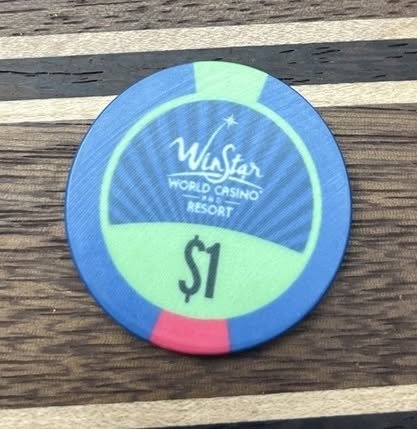 WinStar
WORLD CASINO
AND
RESORT
$1